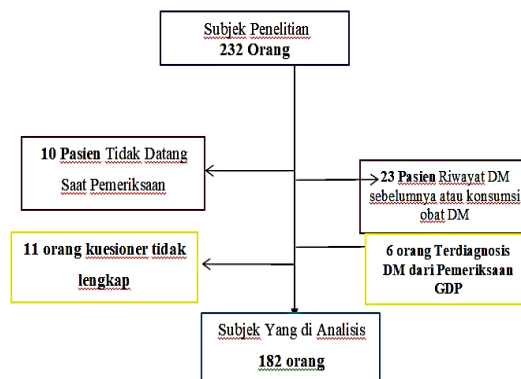 Subjek Penelitian
232 Orang
10 Pasien Tidak Datang
Saat Pemeriksaan
23 Pasien Riwayat DM
sebelumnya atau konsumsi
obat DM
11 orang kuesioner tidak
lengkap
6 orang Terdiagnosis
DM dari Pemeriksaan
GDP
Subjek Yang di Analisis
182 orang